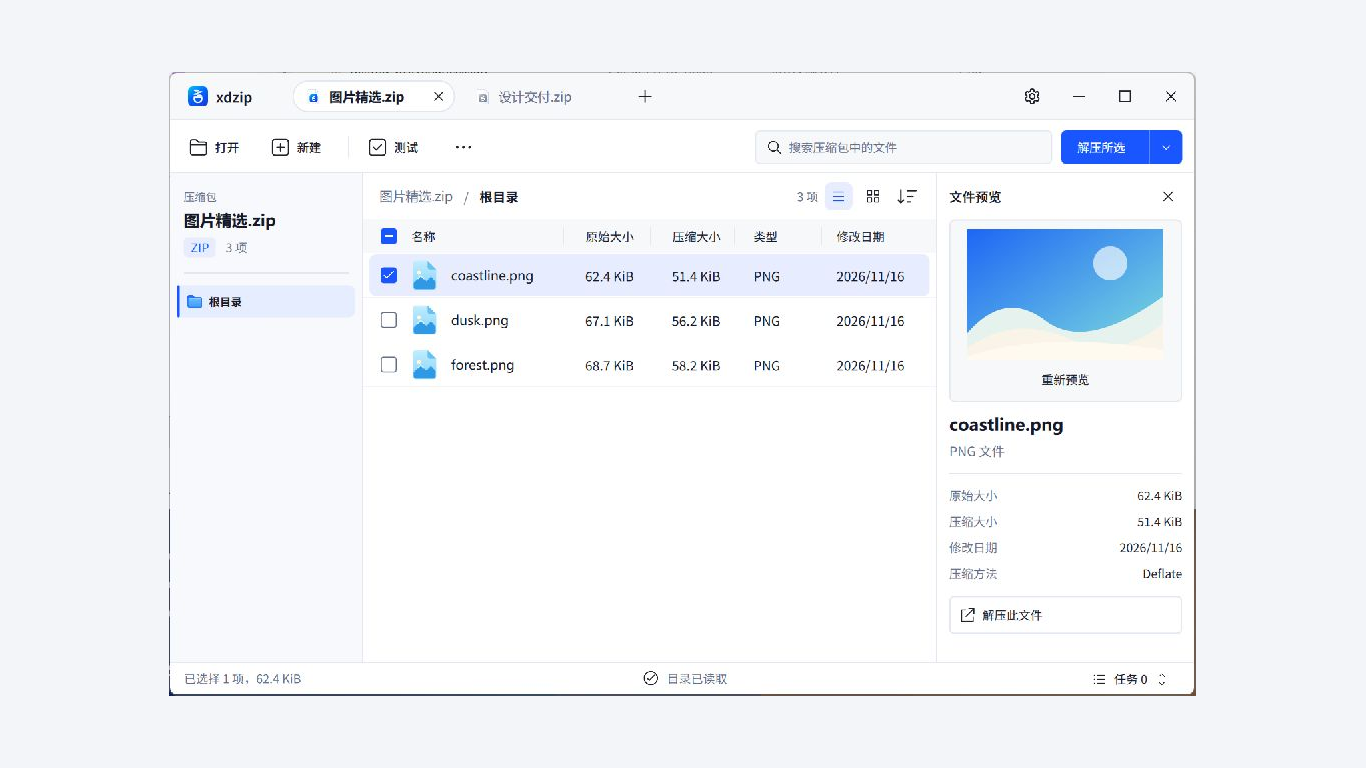 xdzip
图片精选.zip
设计交付.zip
打开
新建
测试
搜索压缩包中的文件
解压所选
压缩包
图片精选.zip
ZIP 3 项
根目录
图片精选.zip / 根目录
3 项
名称 原始大小 压缩大小 类型 修改日期
coastline.png 62.4 KiB 51.4 KiB PNG 2026/11/16
dusk.png 67.1 KiB 56.2 KiB PNG 2026/11/16
forest.png 68.7 KiB 58.2 KiB PNG 2026/11/16
文件预览
重新预览
coastline.png
PNG 文件
原始大小 62.4 KiB
压缩大小 51.4 KiB
修改日期 2026/11/16
压缩方法 Deflate
解压此文件
已选择 1 项，62.4 KiB
目录已读取
任务 0